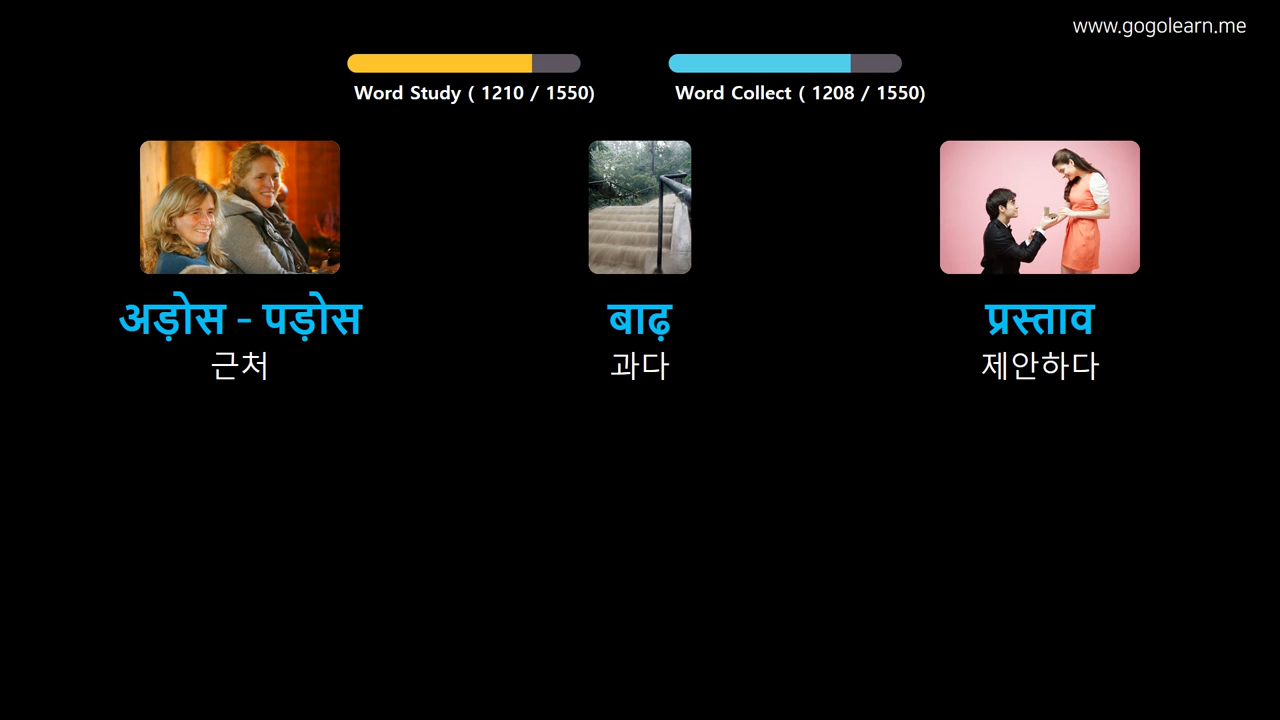 www.gogolearn.me
Word Study ( 1210 / 1550)
Word Collect ( 1208 / 1550)
अड़ोस - पड़ोस
근처
बाढ़
과다
प्रस्ताव
제안하다